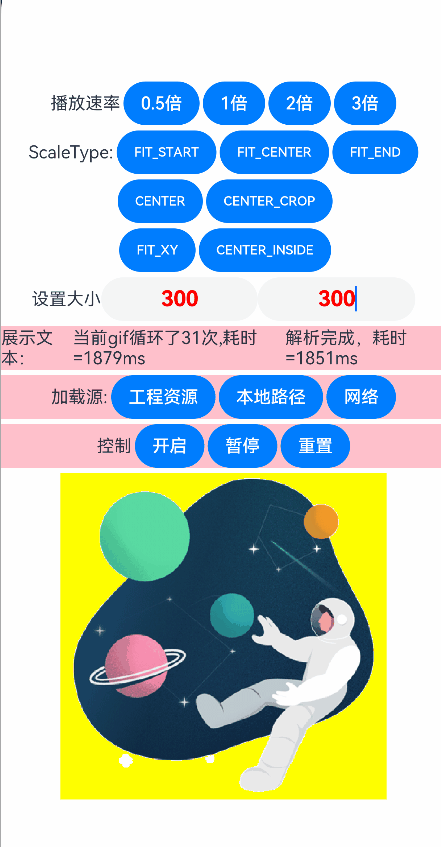 播放速率 0.5倍 1倍 2倍 3倍
ScaleType: FIT_START FIT_CENTER FIT_END
CENTER CENTER_CROP
FIT_XY CENTER_INSIDE
设置大小 300 300
展示文本： 当前gif循环了31次,耗时=1879ms 解析完成，耗时=1851ms
加载源: 工程资源 本地路径 网络
控制 开启 暂停 重置